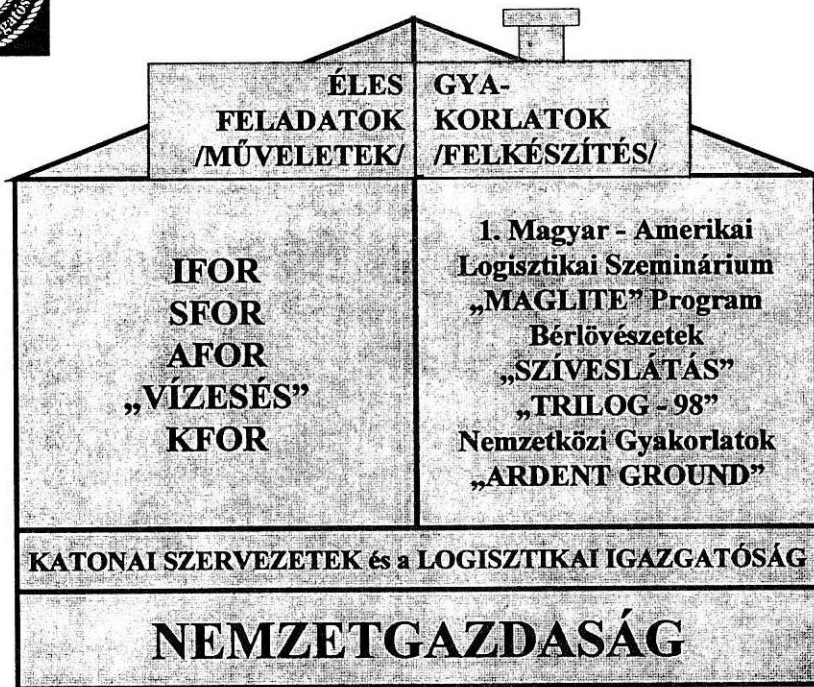 ÉLES
FELADATOK
/MŰVELETEK/
GYA-
KORLATOK
/FELKÉSZÍTÉS/
IFOR
SFOR
AFOR
„VÍZESÉS”
KFOR
1. Magyar - Amerikai
Logisztikai Szeminárium
„MAGLITE” Program
Bérlövészetek
„SZÍVESLÁTÁS”
„TRILOG - 98”
Nemzetközi Gyakorlatok
„ARDENT GROUND”
KATONAI SZERVEZETEK és a LOGISZTIKAI IGAZGATÓSÁG
NEMZETGAZDASÁG